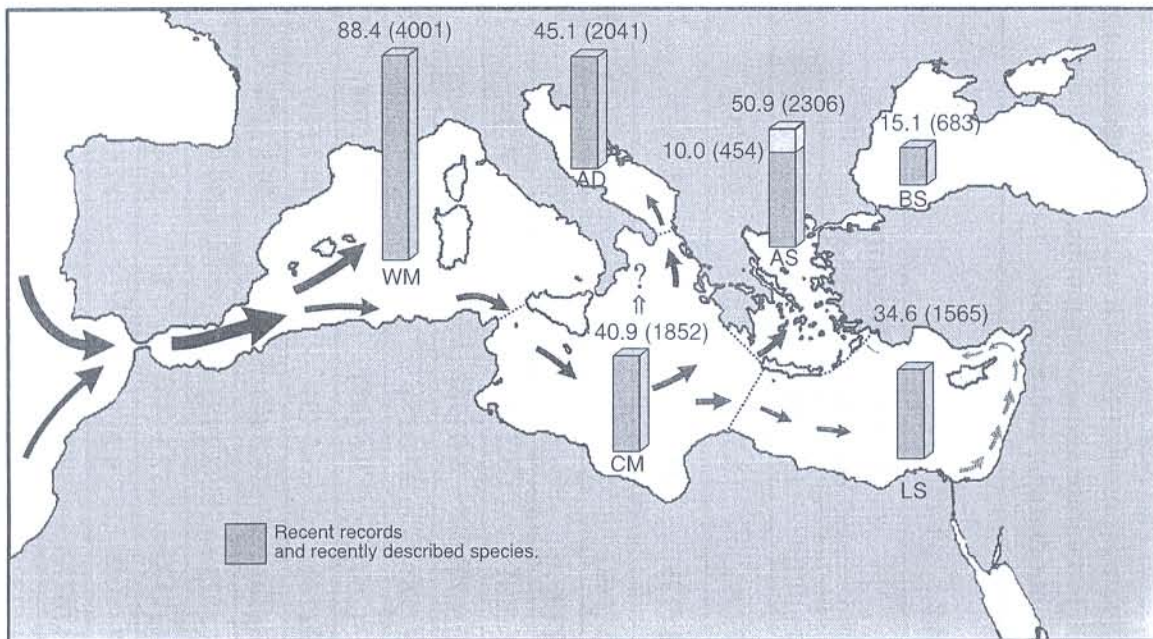 88.4 (4001)
45.1 (2041)
50.9 (2306)
15.1 (683)
10.0 (454)
AD
BS
AS
WM
?
40.9 (1852)
34.6 (1565)
CM
LS
Recent records
and recently described species.